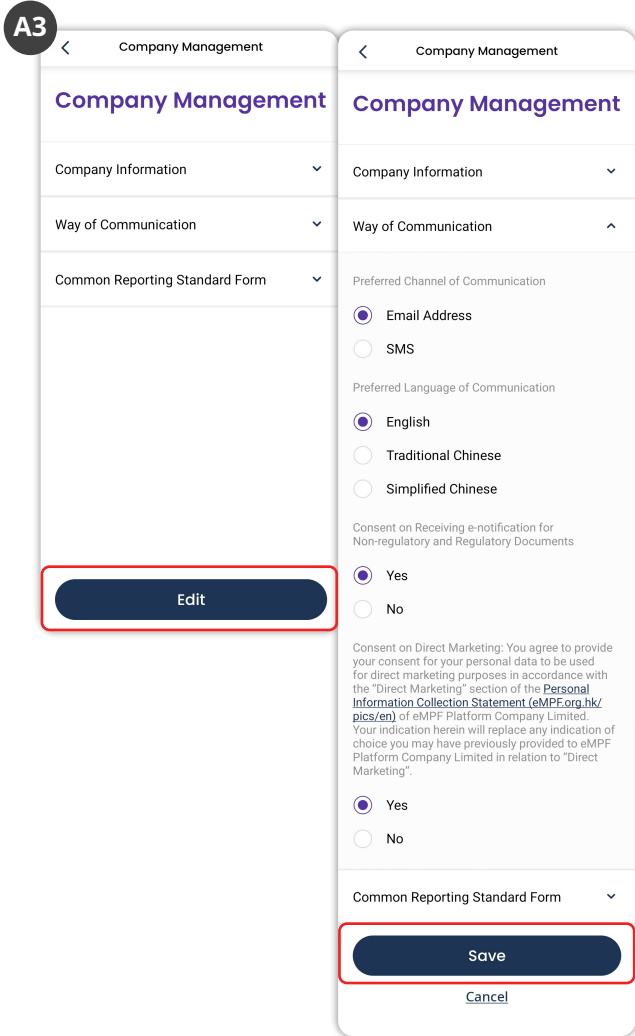 A3
Company Management
Company Management
Company Information
Way of Communication
Common Reporting Standard Form
Edit
Company Management
Company Management
Company Information
Way of Communication
Preferred Channel of Communication
Email Address
SMS
Preferred Language of Communication
English
Traditional Chinese
Simplified Chinese
Consent on Receiving e-notification for
Non-regulatory and Regulatory Documents
Yes
No
Consent on Direct Marketing: You agree to provide
your consent for your personal data to be used
for direct marketing purposes in accordance with
the “Direct Marketing” section of the Personal
Information Collection Statement (eMPF.org.hk/
pics/en) of eMPF Platform Company Limited.
Your indication herein will replace any indication of
choice you may have previously provided to eMPF
Platform Company Limited in relation to “Direct
Marketing”.
Yes
No
Common Reporting Standard Form
Save
Cancel